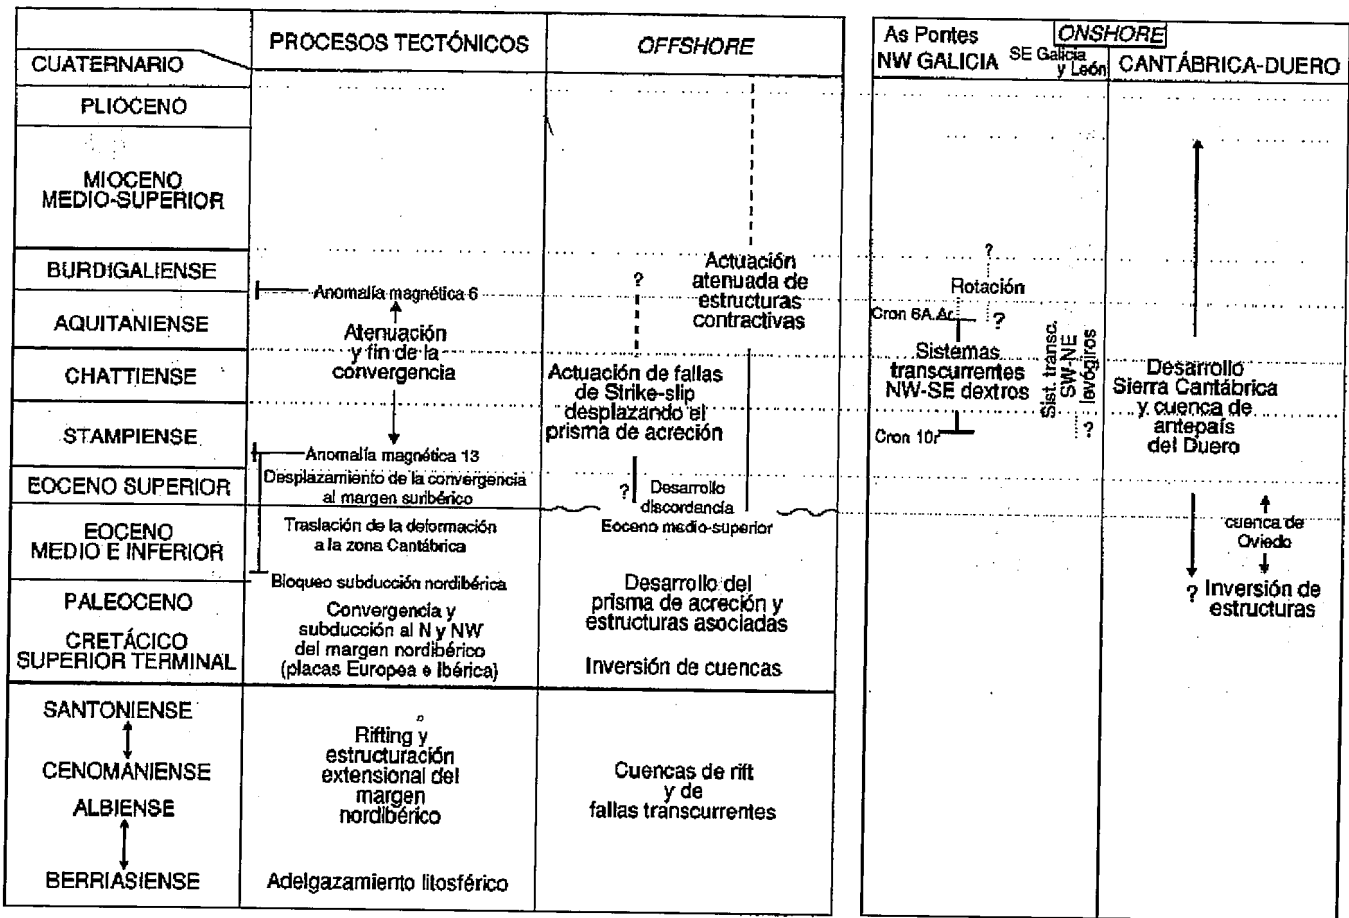 PROCESOS TECTÓNICOS
OFFSHORE
CUATERNARIO
PLIOCENO
MIOCENO
MEDIO-SUPERIOR
BURDIGALIENSE
AQUITANIENSE
CHATTIENSE
STAMPIENSE
EOCENO SUPERIOR
EOCENO
MEDIO E INFERIOR
PALEOCENO
CRETÁCICO
SUPERIOR TERMINAL
SANTONIENSE
CENOMANIENSE
ALBIENSE
BERRIASIENSE
Anomalía magnética 6
Atenuación
y fin de la
convergencia
Anomalía magnética 13
Desplazamiento de la convergencia
al margen suribérico
Traslación de la deformación
a la zona Cantábrica
Bloqueo subducción nordibérica
Convergencia y
subducción al N y NW
del margen nordibérico
(placas Europea e Ibérica)
Rifting y
estructuración
extensional del
margen
nordibérico
Adelgazamiento litosférico
Actuación
atenuada de
estructuras
contractivas
?
Actuación de fallas
de Strike-slip
desplazando el
prisma de acreción
?
Desarrollo
discordancia
Eoceno medio-superior
Desarrollo del
prisma de acreción y
estructuras asociadas
Inversión de cuencas
Cuencas de rift
y de
fallas transcurrentes
ONSHORE
As Pontes
NW GALICIA
SE Galicia
y León
CANTÁBRICA-DUERO
?
Rotación
Cron 6A.Ar
?
Sistemas
transcurrentes
NW-SE dextros
Cron 10r
Sist. transc.
SW-NE
levógiros
?
Desarrollo
Sierra Cantábrica
y cuenca de
antepaís
del Duero
cuenca de
Oviedo
? Inversión de
estructuras